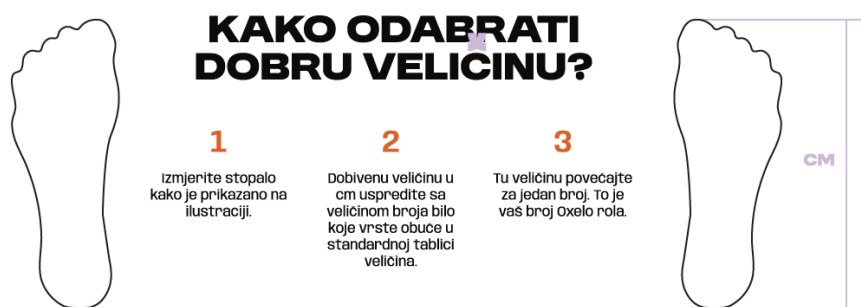 KAKO ODABRATI
DOBRU VELIČINU?
1
Izmjerite stopalo
kako je prikazano na
ilustraciji.
2
Dobivenu veličinu u
cm uspredite sa
veličinom broja bilo
koje vrste obuće u
standardnoj tablici
veličina.
3
Tu veličinu povećajte
za jedan broj. To je
vaš broj Oxelo rola.
CM